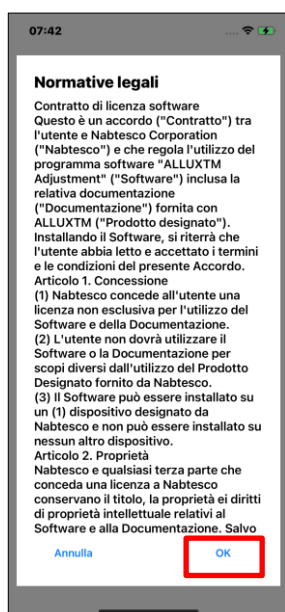 07:42
Normative legali
Contratto di licenza software
Questo è un accordo ("Contratto") tra
l'utente e Nabtesco Corporation
("Nabtesco") e che regola l'utilizzo del
programma software "ALLUXTM
Adjustment" ("Software") inclusa la
relativa documentazione
("Documentazione") fornita con
ALLUXTM ("Prodotto designato").
Installando il Software, si riterrà che
l'utente abbia letto e accettato i termini
e le condizioni del presente Accordo.
Articolo 1. Concessione
(1) Nabtesco concede all'utente una
licenza non esclusiva per l'utilizzo del
Software e della Documentazione.
(2) L'utente non dovrà utilizzare il
Software o la Documentazione per
scopi diversi dall'utilizzo del Prodotto
Designato fornito da Nabtesco.
(3) Il Software può essere installato su
un (1) dispositivo designato da
Nabtesco e non può essere installato su
nessun altro dispositivo.
Articolo 2. Proprietà
Nabtesco e qualsiasi terza parte che
conceda una licenza a Nabtesco
conservano il titolo, la proprietà ei diritti
di proprietà intellettuale relativi al
Software e alla Documentazione. Salvo
Annulla OK